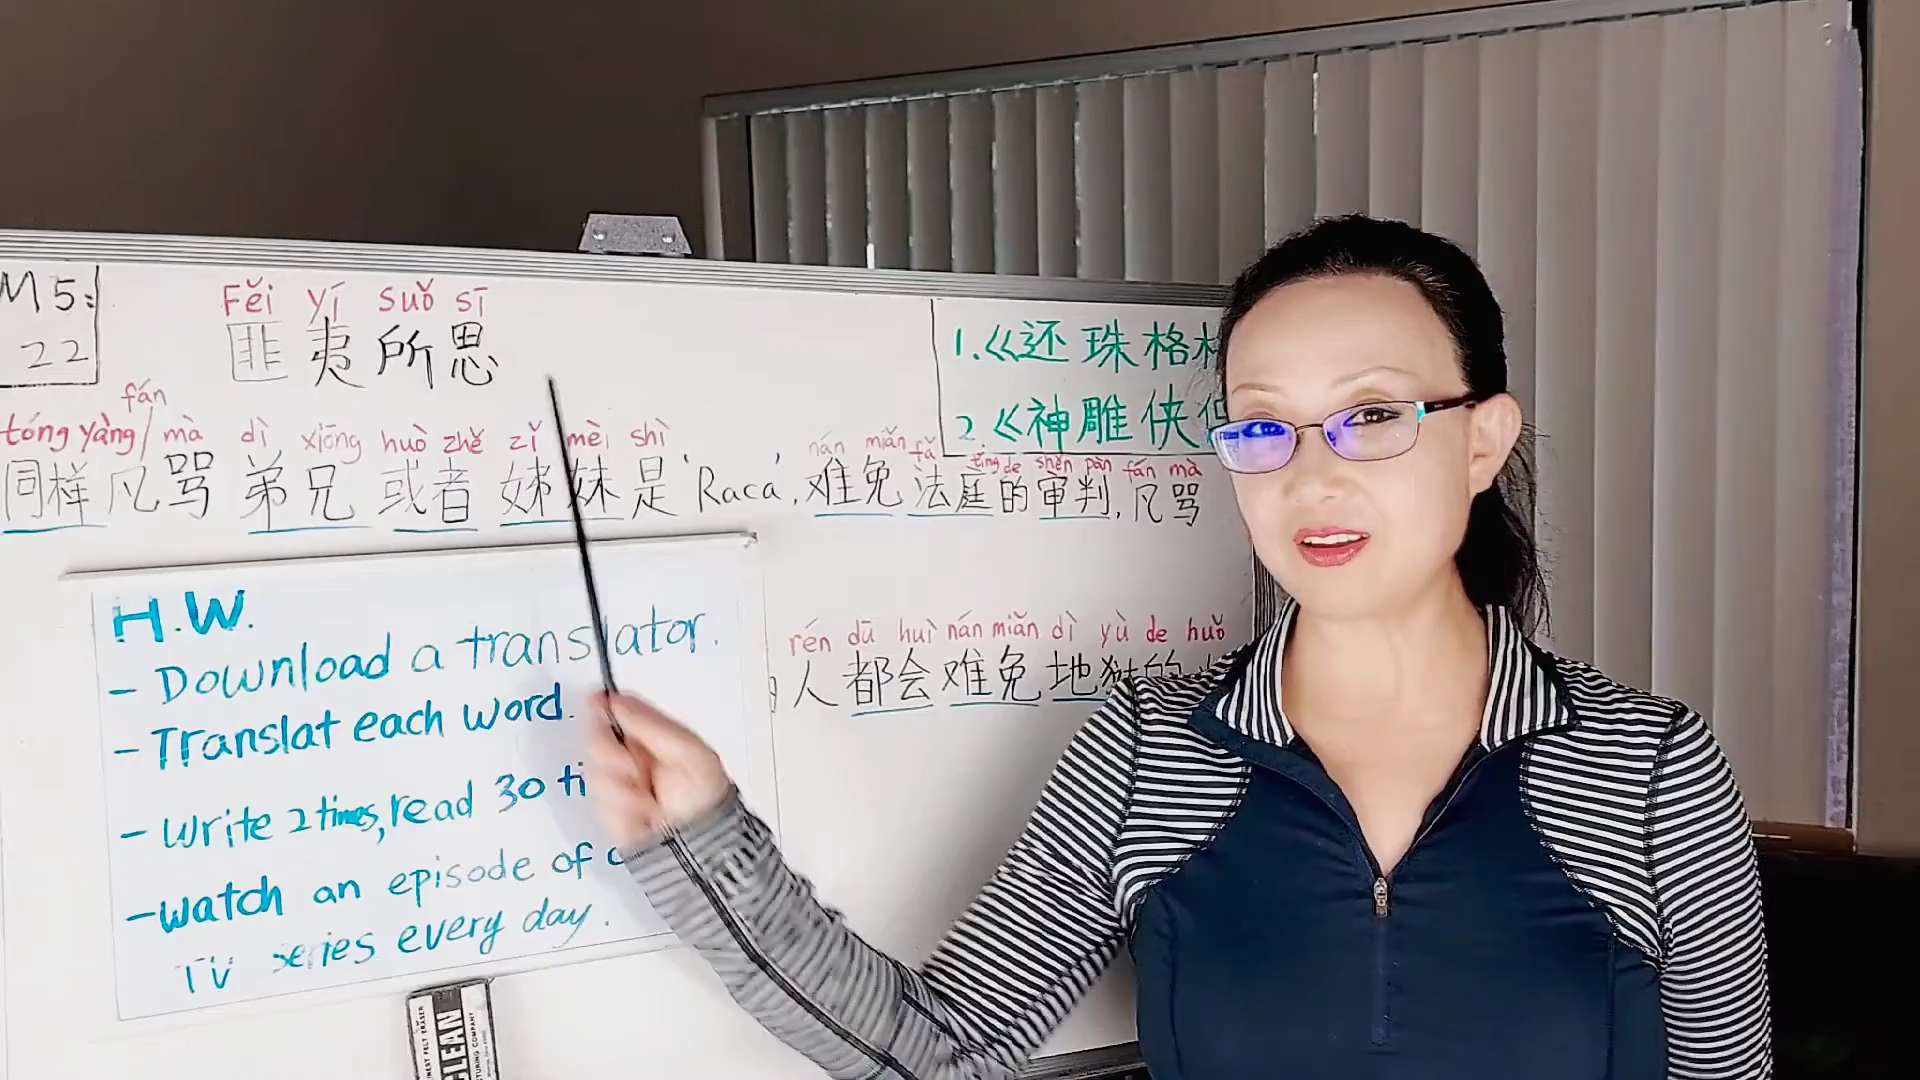 M5:
22
Fěi yí suǒ sī
匪夷所思
fán
tóng yàng/ mà dì xiōng huò zhě zǐ mèi shì
nán miǎn fǎ tíng de shěn pàn fán mà
同样凡骂弟兄或者姊妹是'Raca',难免法庭的审判,凡骂
1.《还珠格
2.《神雕侠侣
rén dū huì nán miǎn dì yù de huǒ
人都会难免地狱的
H.W.
- Download a translator.
- Translat each word.
- Write 2 times, read 30 ti
- Watch an episode of
TV series every day.
CLEAN